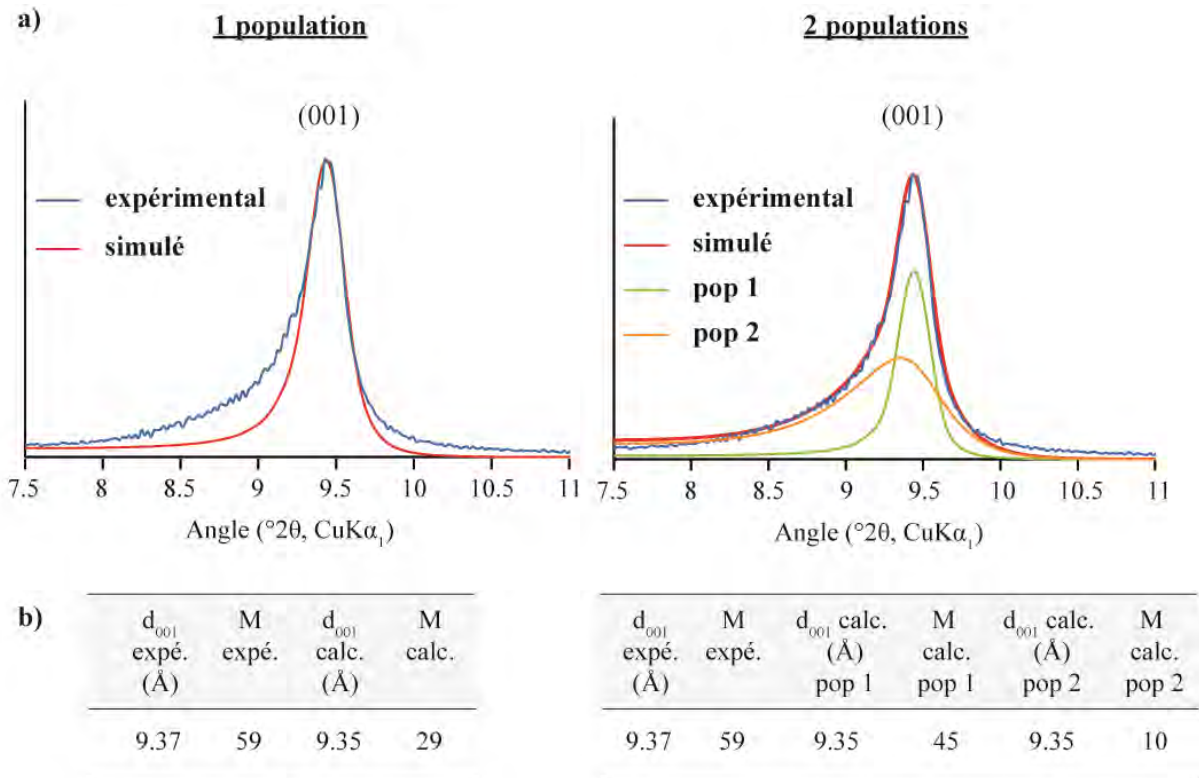 a)
1 population
2 populations
(001)
(001)
expérimental
simulé
expérimental
simulé
pop 1
pop 2
7.5 8 8.5 9 9.5 10 10.5 11
7.5 8 8.5 9 9.5 10 10.5 11
Angle (°2θ, CuKα₁)
Angle (°2θ, CuKα₁)
b)
d₀₀₁ M d₀₀₁ M
expé. expé. calc. calc.
(Å) (Å)
9.37 59 9.35 29
d₀₀₁ M d₀₀₁ calc. M d₀₀₁ calc. M
expé. expé. (Å) calc. (Å) calc.
(Å) pop 1 pop 1 pop 2 pop 2
9.37 59 9.35 45 9.35 10